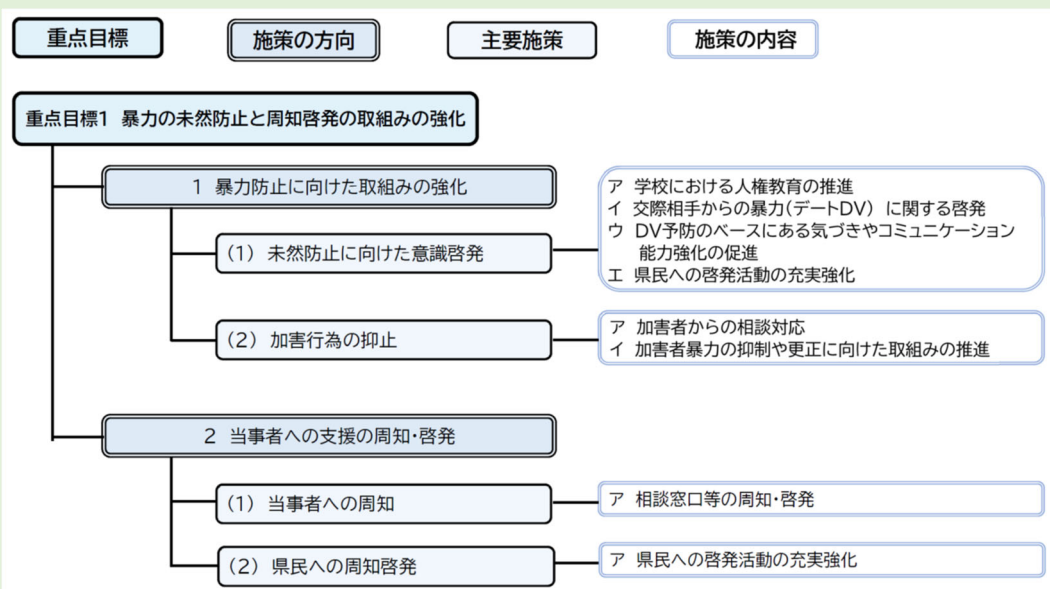 重点目標
施策の方向
主要施策
施策の内容
重点目標1 暴力の未然防止と周知啓発の取組みの強化
1 暴力防止に向けた取組みの強化
(1) 未然防止に向けた意識啓発
ア 学校における人権教育の推進
イ 交際相手からの暴力(デートDV) に関する啓発
ウ DV予防のベースにある気づきやコミュニケーション
能力強化の促進
エ 県民への啓発活動の充実強化
(2) 加害行為の抑止
ア 加害者からの相談対応
イ 加害者暴力の抑制や更正に向けた取組みの推進
2 当事者への支援の周知・啓発
(1) 当事者への周知
ア 相談窓口等の周知・啓発
(2) 県民への周知啓発
ア 県民への啓発活動の充実強化